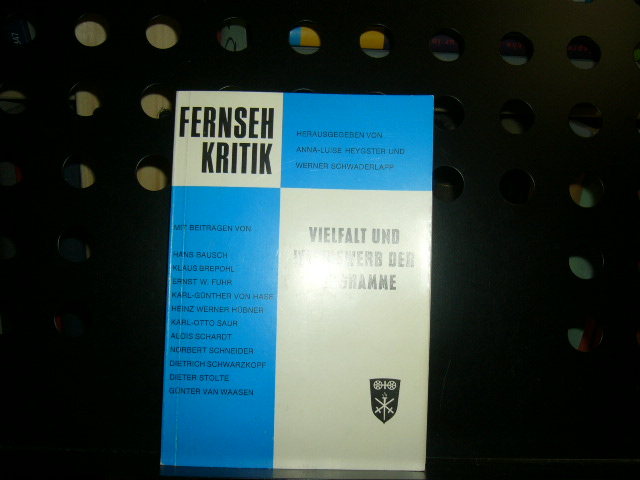 FERNSEH
KRITIK
HERAUSGEGEBEN VON
ANNA-LUISE HEYGSTER UND
WERNER SCHWADERLAPP
MIT BEITRÄGEN VON
HANS BAUSCH
KLAUS BREPOHL
ERNST W. FUHR
KARL-GÜNTHER VON HASE
HEINZ WERNER HÜBNER
KARL-OTTO SAUR
ALOIS SCHARDT
NORBERT SCHNEIDER
DIETRICH SCHWARZKOPF
DIETER STOLTE
GÜNTER VAN WAASEN
VIELFALT UND
WETTBEWERB DER
PROGRAMME